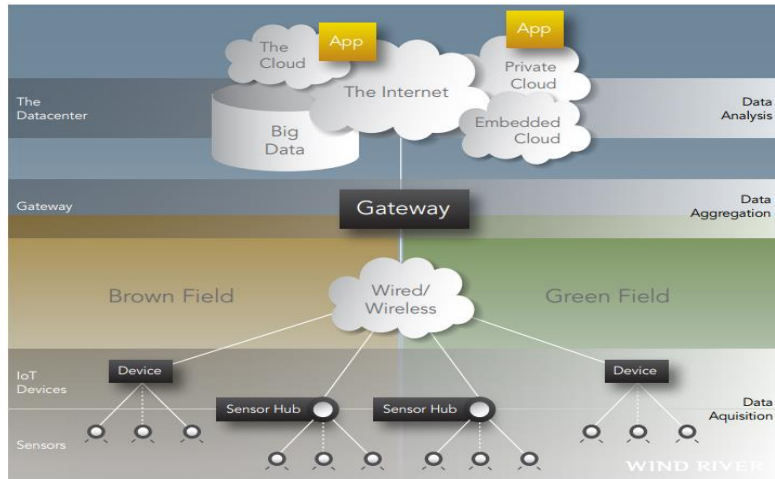 App
App
The
Cloud
Private
Cloud
The Internet
The
Datacenter
Data
Analysis
Big
Data
Embedded
Cloud
Gateway
Gateway
Data
Aggregation
Brown Field
Wired/
Wireless
Green Field
IoT
Devices
Device
Device
Sensor Hub
Sensor Hub
Data
Aquisition
Sensors
WIND RIVER